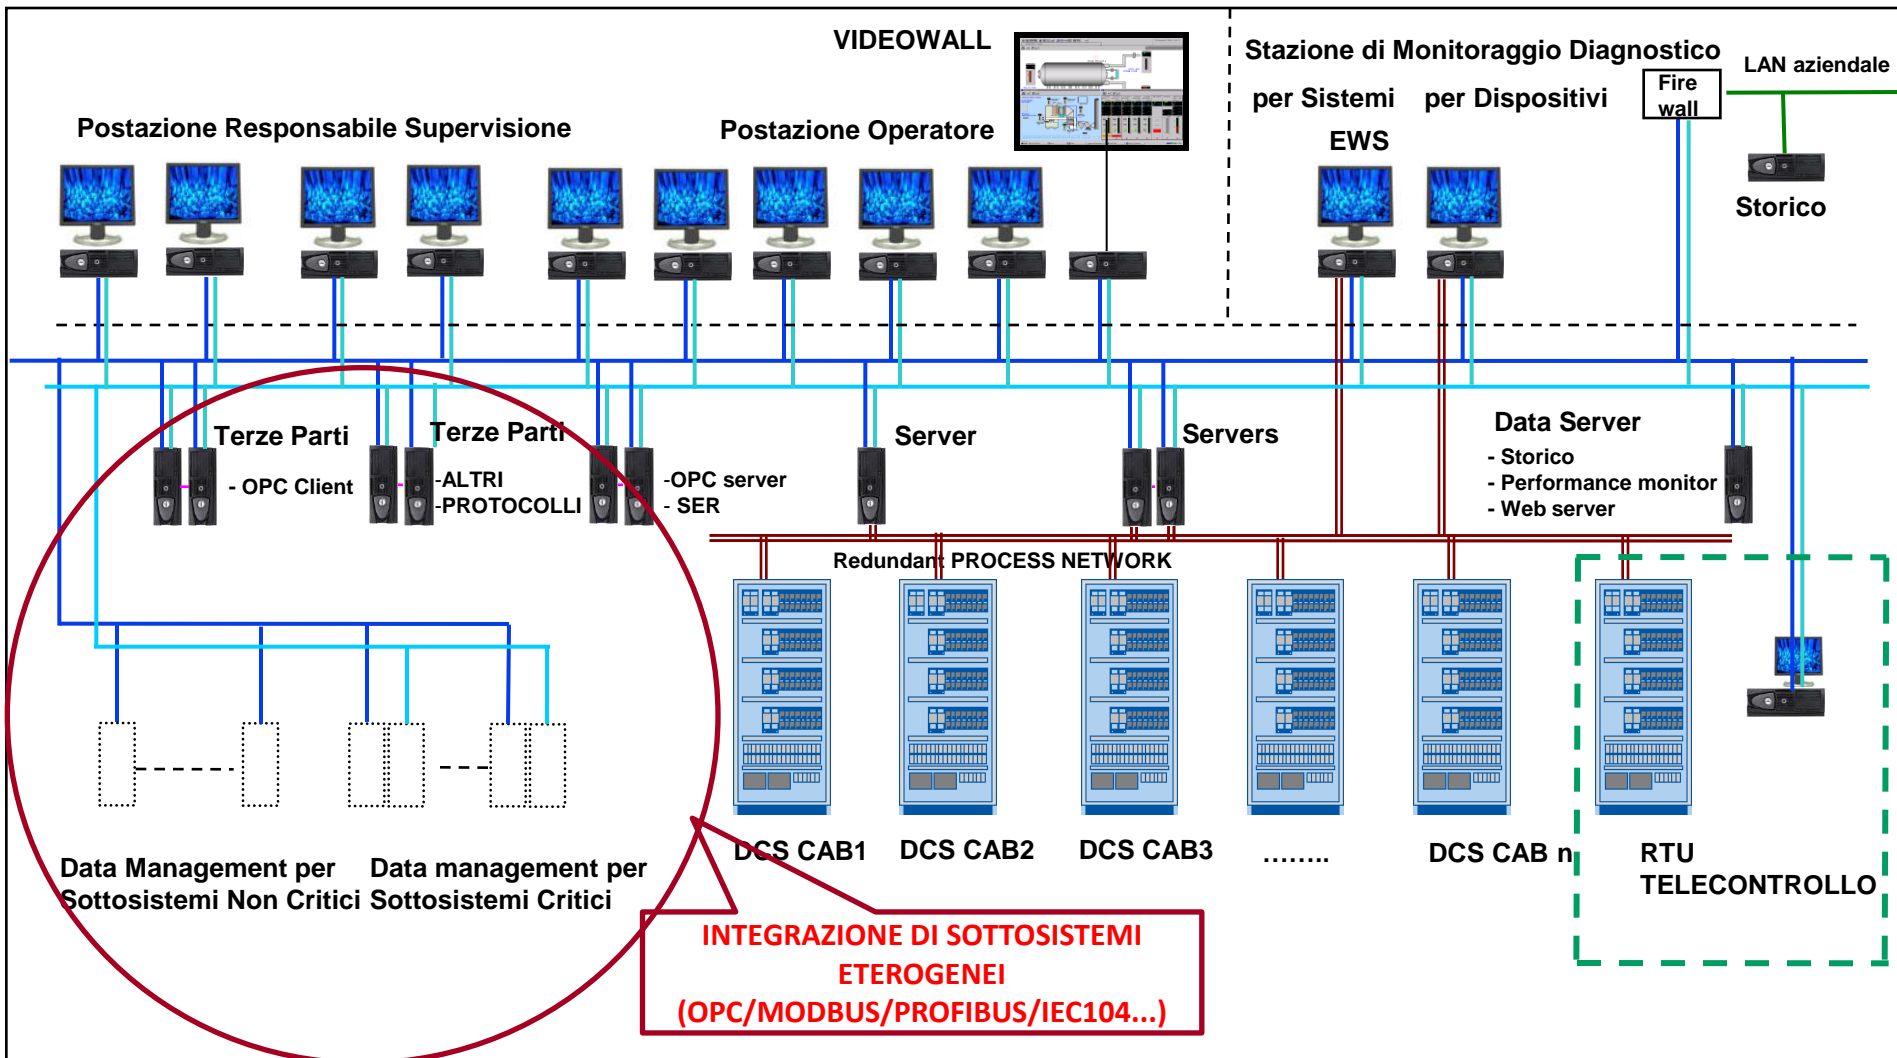 VIDEOWALL
Stazione di Monitoraggio Diagnostico
per Sistemi
per Dispositivi
EWS
Fire
wall
LAN aziendale
Storico
Postazione Responsabile Supervisione
Postazione Operatore
Terze Parti
- OPC Client
Terze Parti
-ALTRI
-PROTOCOLLI
-OPC server
- SER
Server
Servers
Data Server
- Storico
- Performance monitor
- Web server
Redundant PROCESS NETWORK
DCS CAB1
DCS CAB2
DCS CAB3
........
DCS CAB n
RTU
TELECONTROLLO
Data Management per
Sottosistemi Non Critici
Data management per
Sottosistemi Critici
INTEGRAZIONE DI SOTTOSISTEMI
ETEROGENEI
(OPC/MODBUS/PROFIBUS/IEC104...)